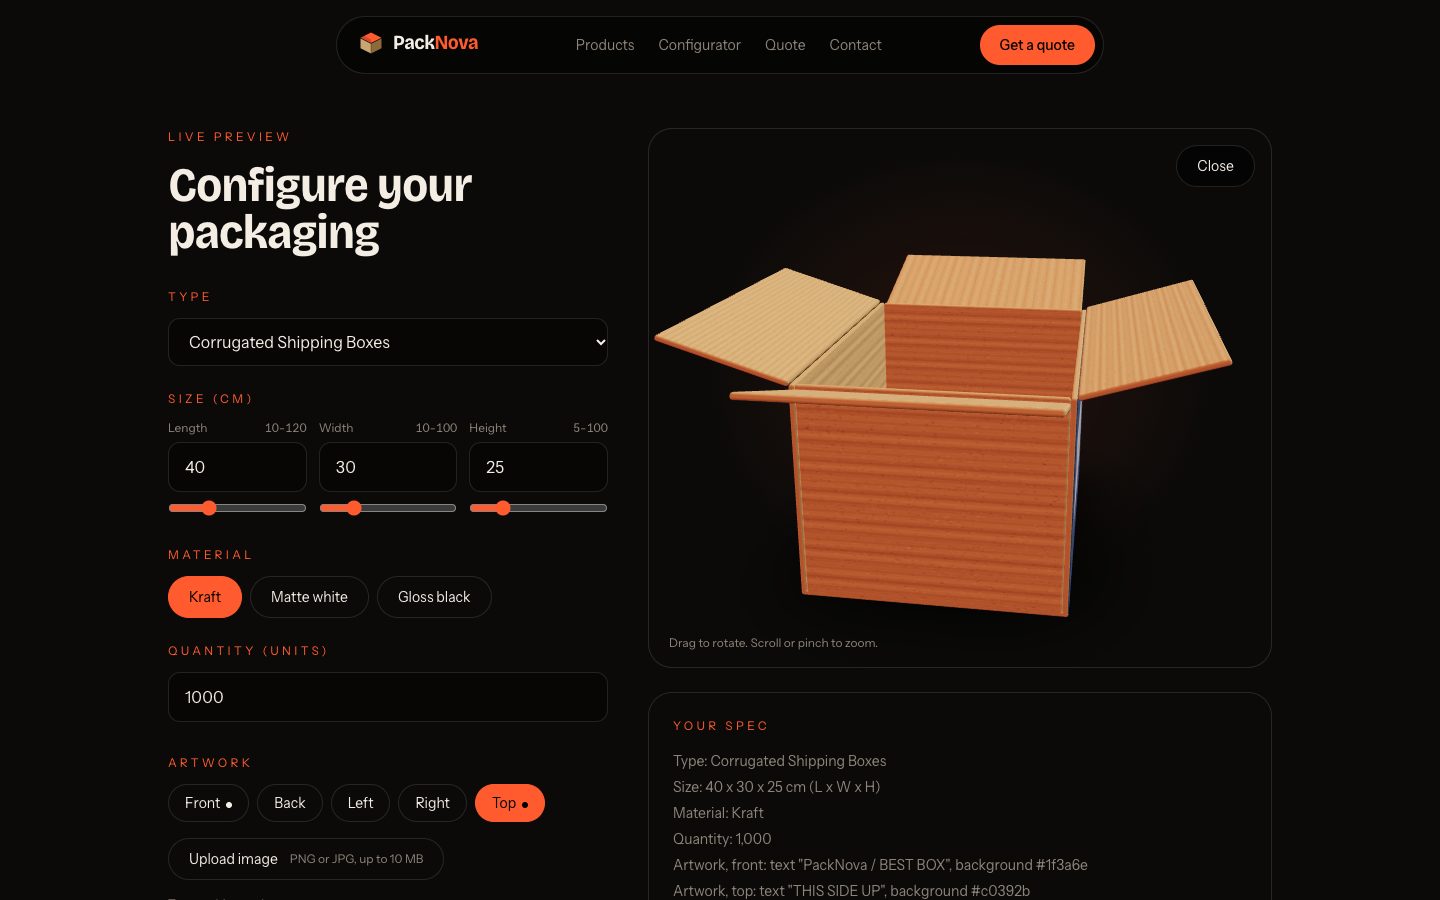 PackNova
Products Configurator Quote Contact
Get a quote
LIVE PREVIEW
Configure your
packaging
TYPE
Corrugated Shipping Boxes
SIZE (CM)
Length 10-120 Width 10-100 Height 5-100
40 30 25
MATERIAL
Kraft Matte white Gloss black
QUANTITY (UNITS)
1000
ARTWORK
Front Back Left Right Top
Upload image PNG or JPG, up to 10 MB
Close
Drag to rotate. Scroll or pinch to zoom.
YOUR SPEC
Type: Corrugated Shipping Boxes
Size: 40 x 30 x 25 cm (L x W x H)
Material: Kraft
Quantity: 1,000
Artwork, front: text "PackNova / BEST BOX", background #1f3a6e
Artwork, top: text "THIS SIDE UP", background #c0392b